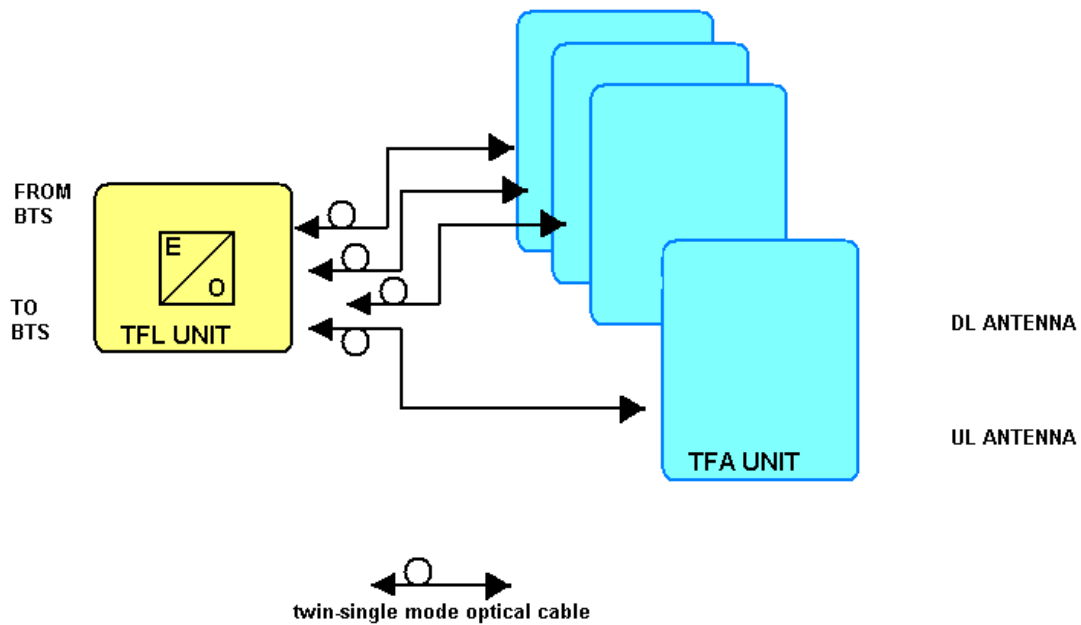 FROM
BTS
E
O
TO
BTS
TFL UNIT
DL ANTENNA
UL ANTENNA
TFA UNIT
twin-single mode optical cable